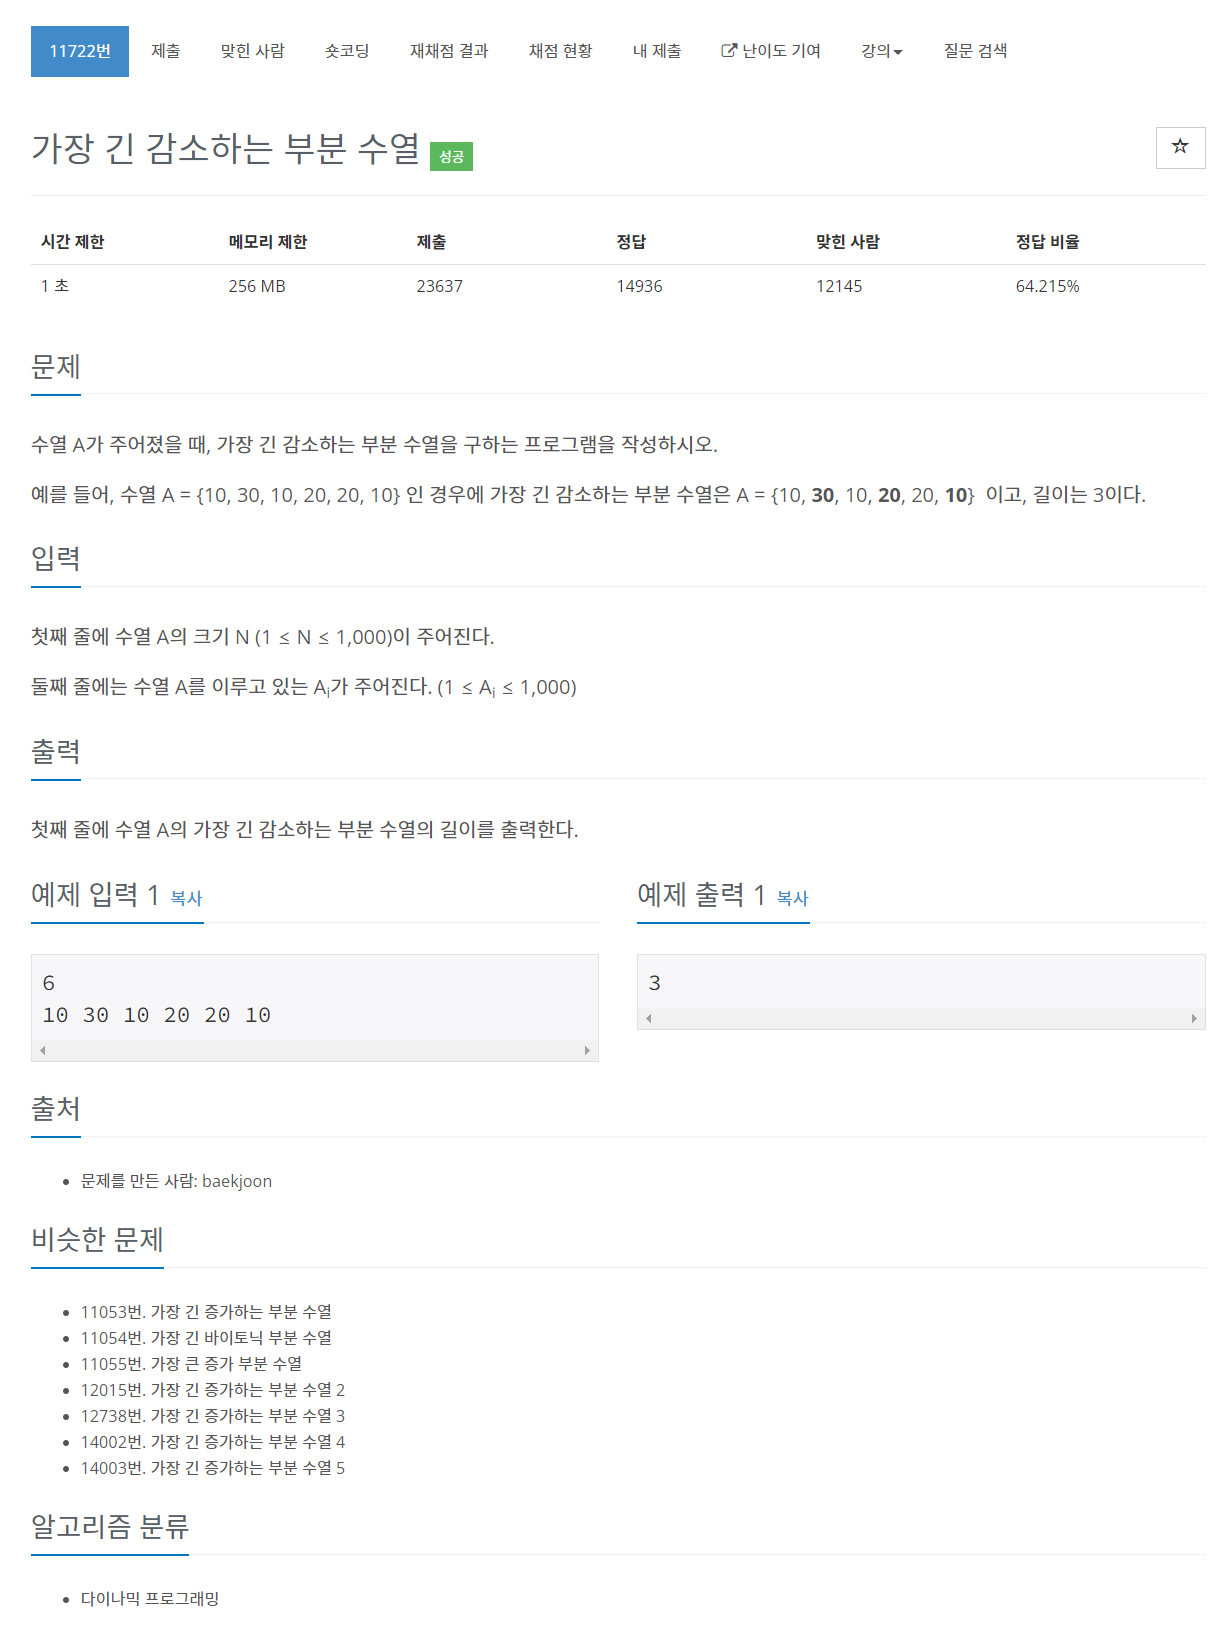 11722번 제출 맞힌 사람 숏코딩 재채점 결과 채점 현황 내 제출 난이도 기여 강의 질문 검색
가장 긴 감소하는 부분 수열 성공
시간 제한 메모리 제한 제출 정답 맞힌 사람 정답 비율
1 초 256 MB 23637 14936 12145 64.215%
문제
수열 A가 주어졌을 때, 가장 긴 감소하는 부분 수열을 구하는 프로그램을 작성하시오.
예를 들어, 수열 A = {10, 30, 10, 20, 20, 10} 인 경우에 가장 긴 감소하는 부분 수열은 A = {10, 30, 10, 20, 20, 10}  이고, 길이는 3이다.
입력
첫째 줄에 수열 A의 크기 N (1 ≤ N ≤ 1,000)이 주어진다.
둘째 줄에는 수열 A를 이루고 있는 Ai가 주어진다. (1 ≤ Ai ≤ 1,000)
출력
첫째 줄에 수열 A의 가장 긴 감소하는 부분 수열의 길이를 출력한다.
예제 입력 1 복사
6
10 30 10 20 20 10
예제 출력 1 복사
3
출처
문제를 만든 사람: baekjoon
비슷한 문제
11053번. 가장 긴 증가하는 부분 수열
11054번. 가장 긴 바이토닉 부분 수열
11055번. 가장 큰 증가 부분 수열
12015번. 가장 긴 증가하는 부분 수열 2
12738번. 가장 긴 증가하는 부분 수열 3
14002번. 가장 긴 증가하는 부분 수열 4
14003번. 가장 긴 증가하는 부분 수열 5
알고리즘 분류
다이나믹 프로그래밍